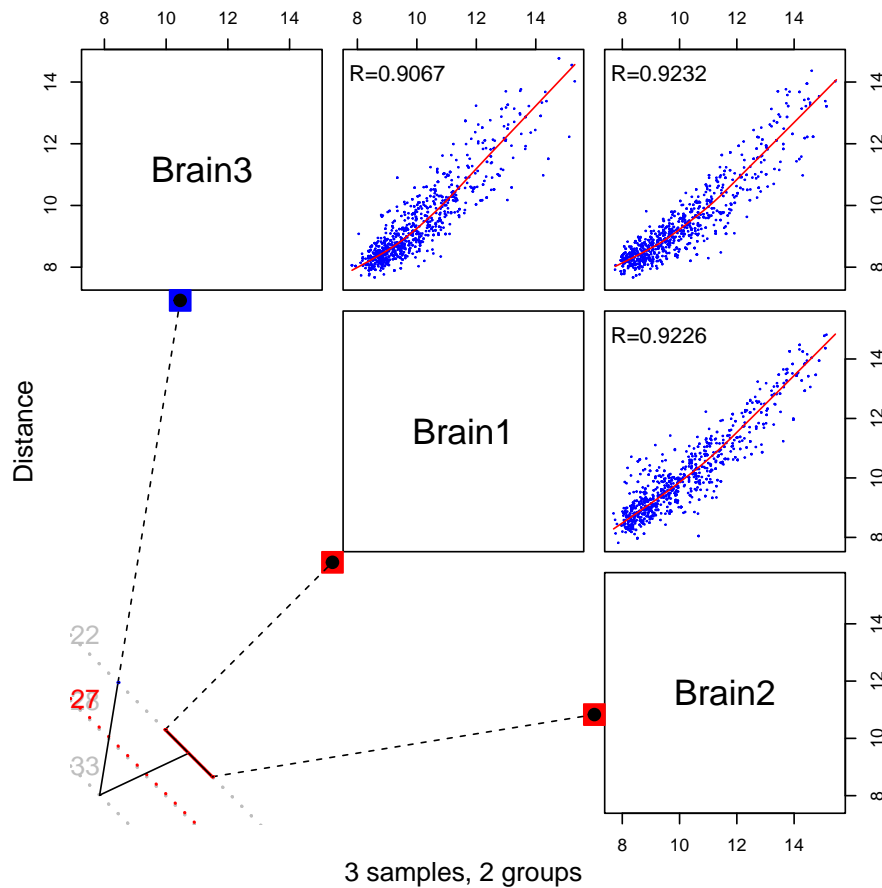 8 10 12 14 8 10 12 14
Brain3
R=0.9067
R=0.9232
8 10 12 14
8 10 12 14
Distance
Brain1
R=0.9226
8 10 12 14
22
27
33
Brain2
8 10 12 14
8 10 12 14
8 10 12 14
3 samples, 2 groups